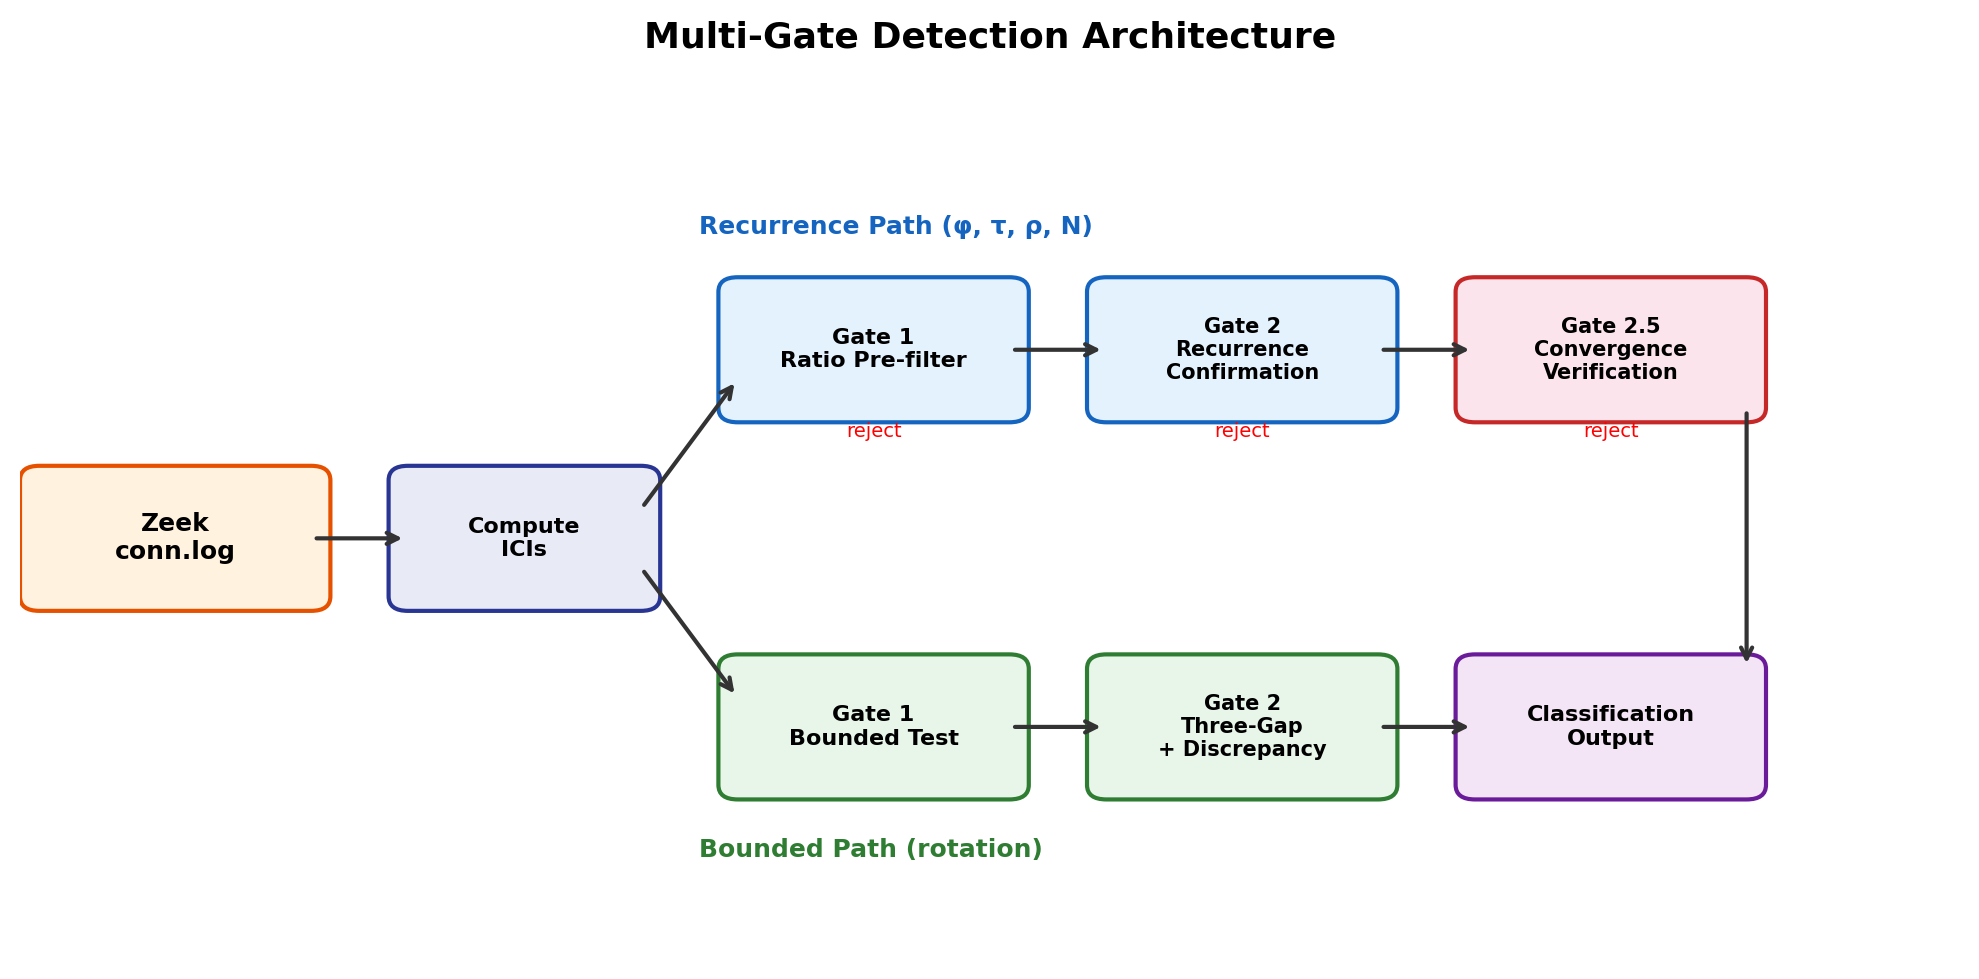 Multi-Gate Detection Architecture
Recurrence Path (φ, τ, ρ, N)
Gate 1
Ratio Pre-filter
reject
Gate 2
Recurrence
Confirmation
reject
Gate 2.5
Convergence
Verification
reject
Zeek
conn.log
Compute
ICIs
Gate 1
Bounded Test
Gate 2
Three-Gap
+ Discrepancy
Classification
Output
Bounded Path (rotation)